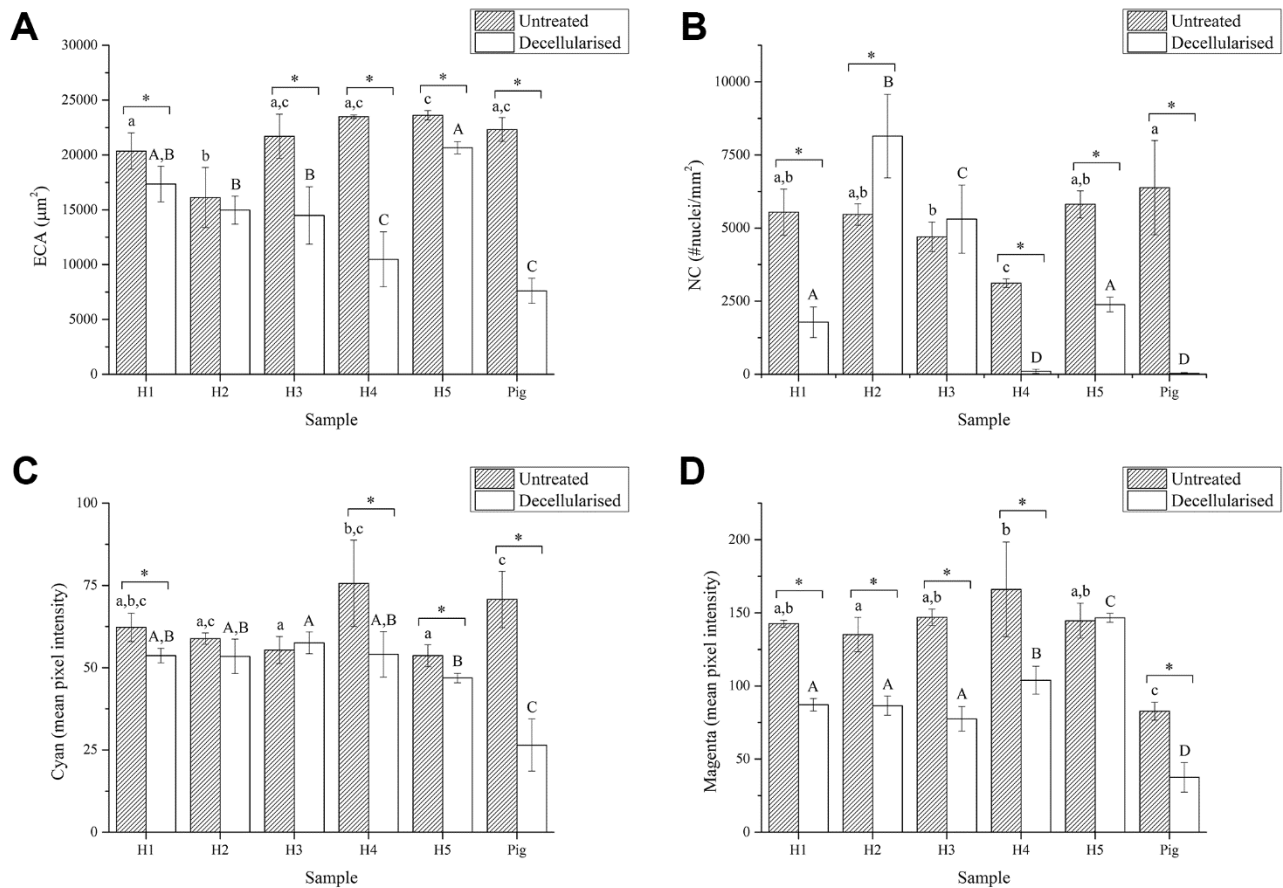 A
Untreated
Decellularised
30000
25000
20000
15000
10000
5000
0
ECA (μm²)
* * * * *
a a,c a,c c a,c
A,B b B B C A C
H1 H2 H3 H4 H5 Pig
Sample
B
Untreated
Decellularised
10000
7500
5000
2500
0
NC (#nuclei/mm²)
* * * * *
a,b a,b B b C c a,b a
A D A D
H1 H2 H3 H4 H5 Pig
Sample
C
Untreated
Decellularised
100
75
50
25
0
Cyan (mean pixel intensity)
* * * *
a,b,c a,c a b,c a c
A,B A,B A A,B B C
H1 H2 H3 H4 H5 Pig
Sample
D
Untreated
Decellularised
200
150
100
50
0
Magenta (mean pixel intensity)
* * * * *
a,b a a,b b a,b C c
A A A B D
H1 H2 H3 H4 H5 Pig
Sample